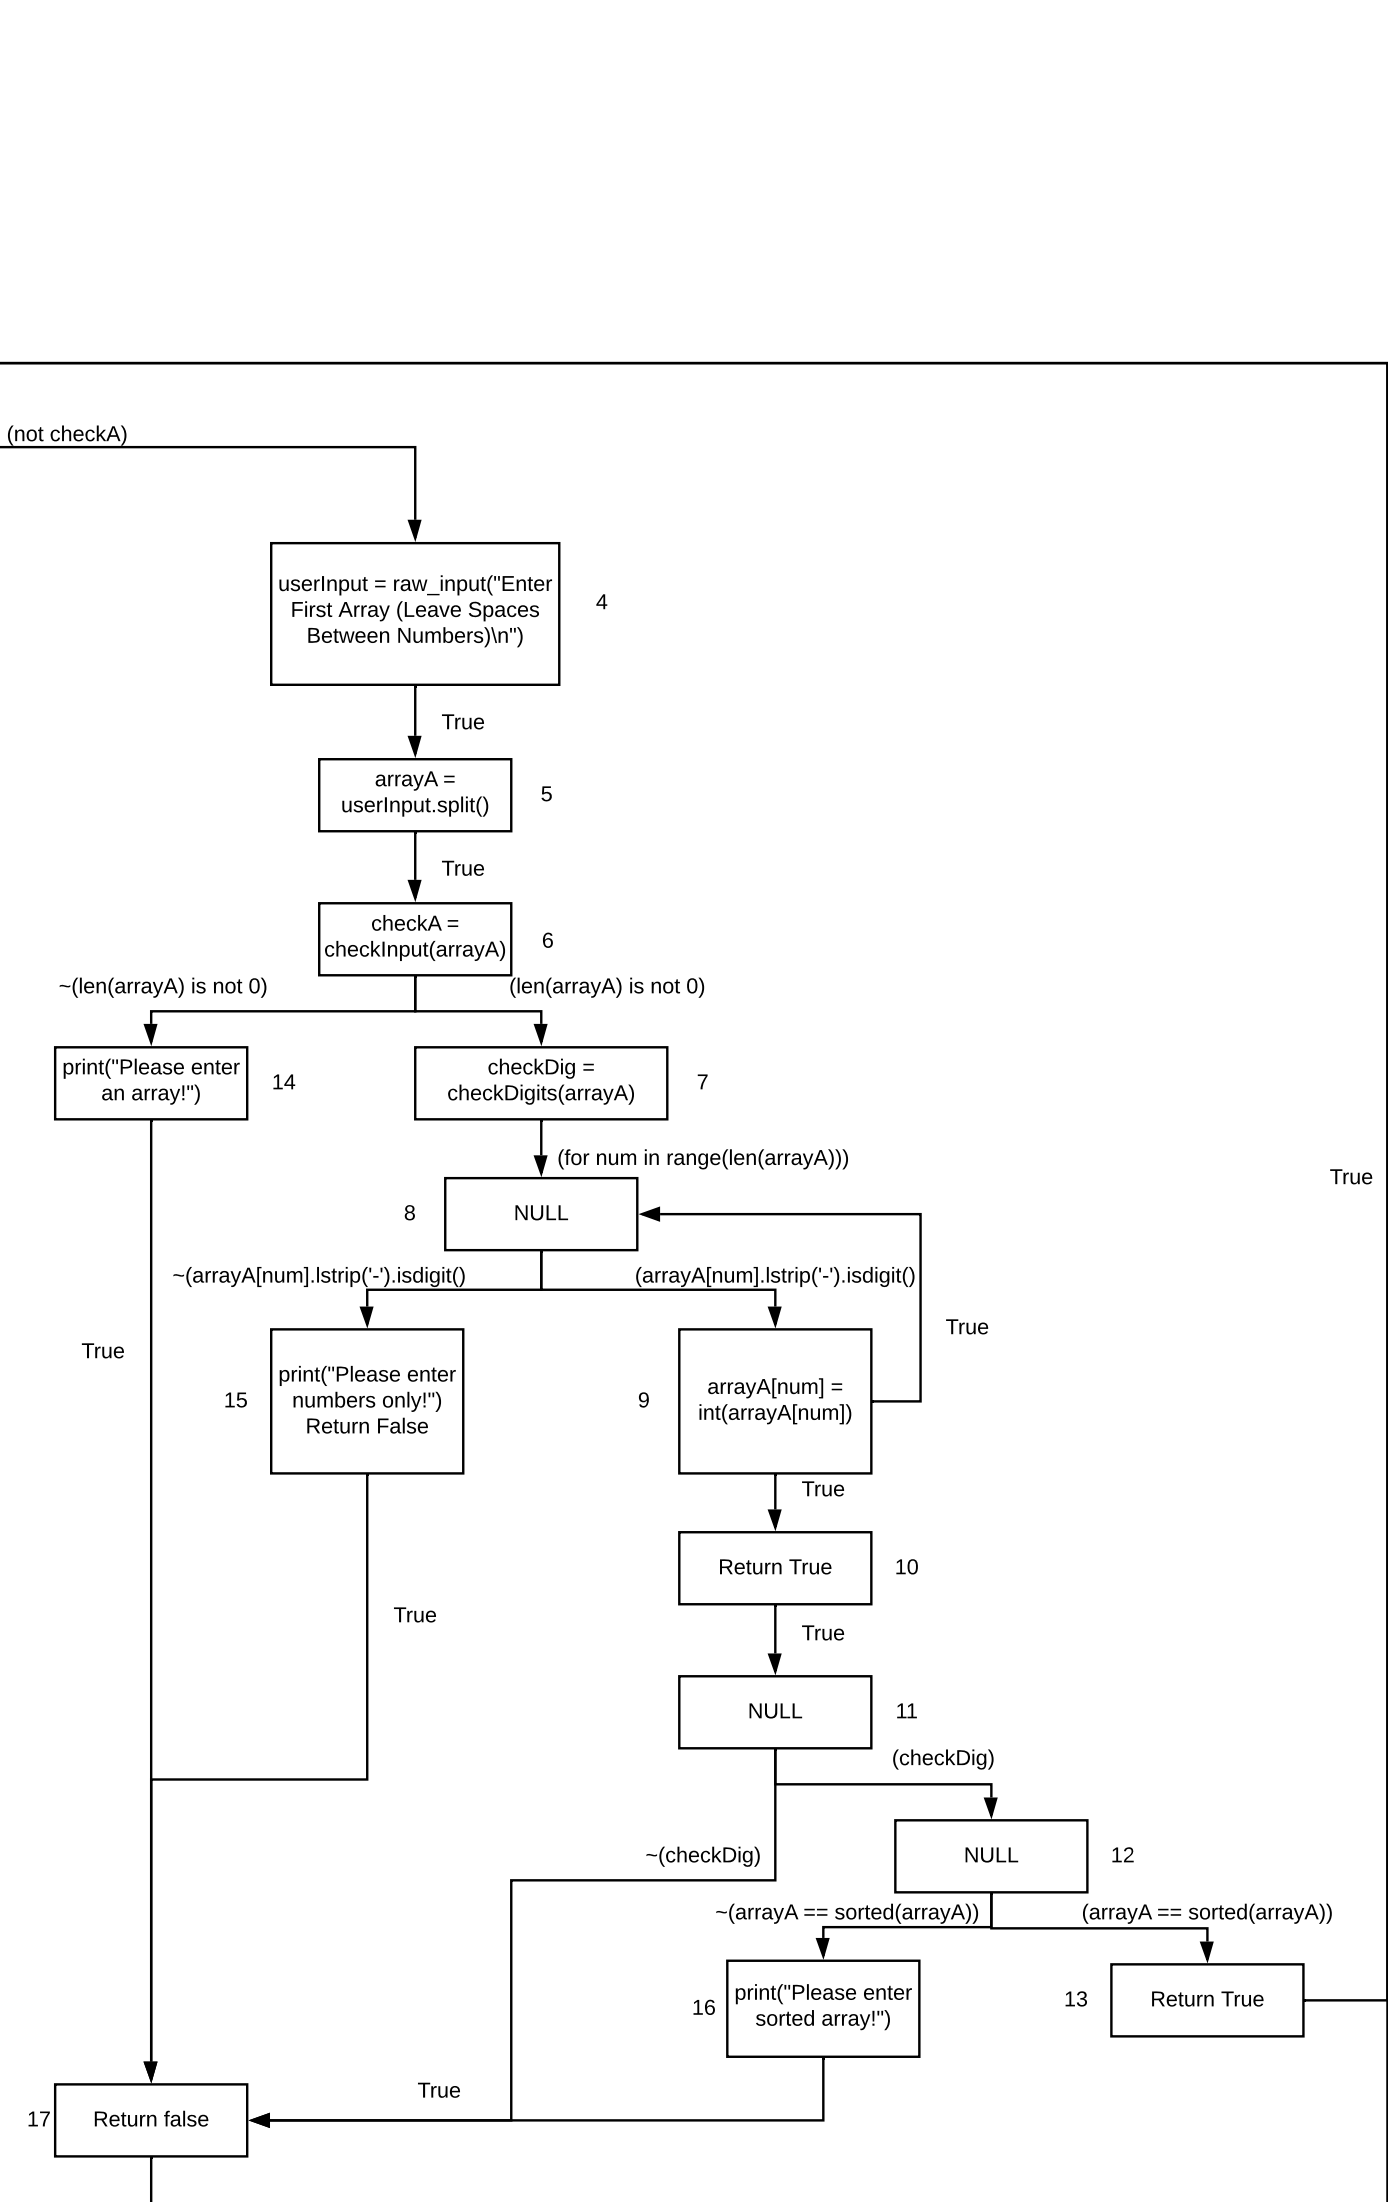 (not checkA)
userInput = raw_input("Enter
First Array (Leave Spaces
Between Numbers)\n")
4
True
arrayA =
userInput.split()
5
True
checkA =
checkInput(arrayA)
6
~(len(arrayA) is not 0)
(len(arrayA) is not 0)
print("Please enter
an array!")
14
checkDig =
checkDigits(arrayA)
7
(for num in range(len(arrayA)))
True
NULL
8
~(arrayA[num].lstrip('-').isdigit()
(arrayA[num].lstrip('-').isdigit()
True
True
print("Please enter
numbers only!")
Return False
15
9
arrayA[num] =
int(arrayA[num])
True
Return True
10
True
True
NULL
11
(checkDig)
~(checkDig)
NULL
12
~(arrayA == sorted(arrayA))
(arrayA == sorted(arrayA))
16
print("Please enter
sorted array!")
13
Return True
True
17
Return false